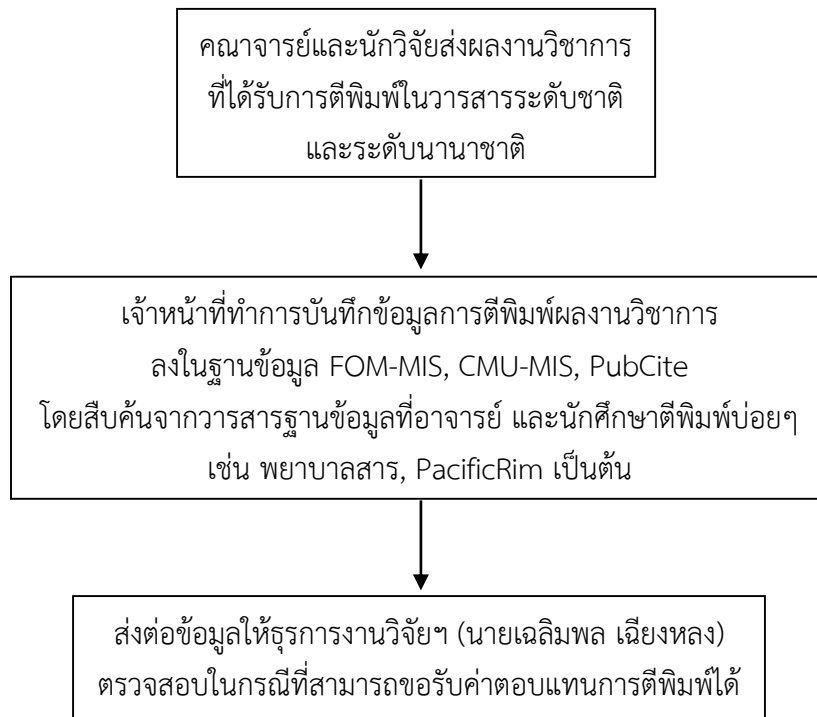 คณาจารย์และนักวิจัยส่งผลงานวิชาการ
ที่ได้รับการตีพิมพ์ในวารสารระดับชาติ
และระดับนานาชาติ
เจ้าหน้าที่ทำการบันทึกข้อมูลการตีพิมพ์ผลงานวิชาการ
ลงในฐานข้อมูล FOM-MIS, CMU-MIS, PubCite
โดยสืบค้นจากวารสารฐานข้อมูลที่อาจารย์ และนักศึกษาตีพิมพ์บ่อยๆ
เช่น พยาบาลสาร, PacificRim เป็นต้น
ส่งต่อข้อมูลให้ธุรการงานวิจัยฯ (นายเฉลิมพล เฉียงหลง)
ตรวจสอบในกรณีที่สามารถขอรับค่าตอบแทนการตีพิมพ์ได้